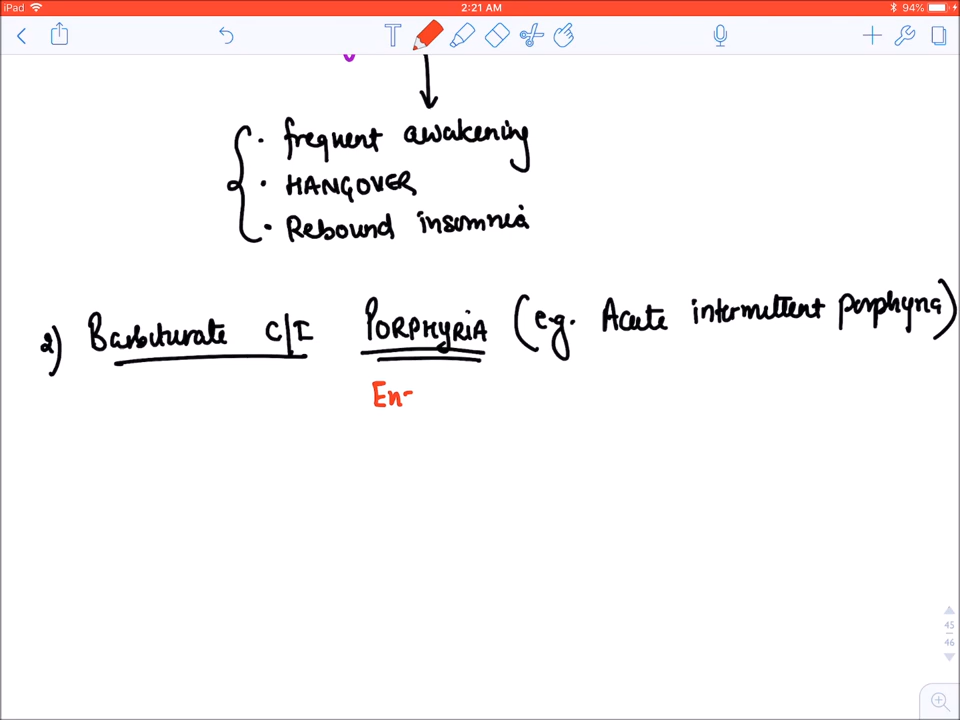 iPad 2:21 AM 94%
T
· frequent awakening
· HANGOVER
· Rebound insomnia
2) Barbiturate C/I PORPHYRIA (e.g. Acute intermittent porphyria)
En-
45
46